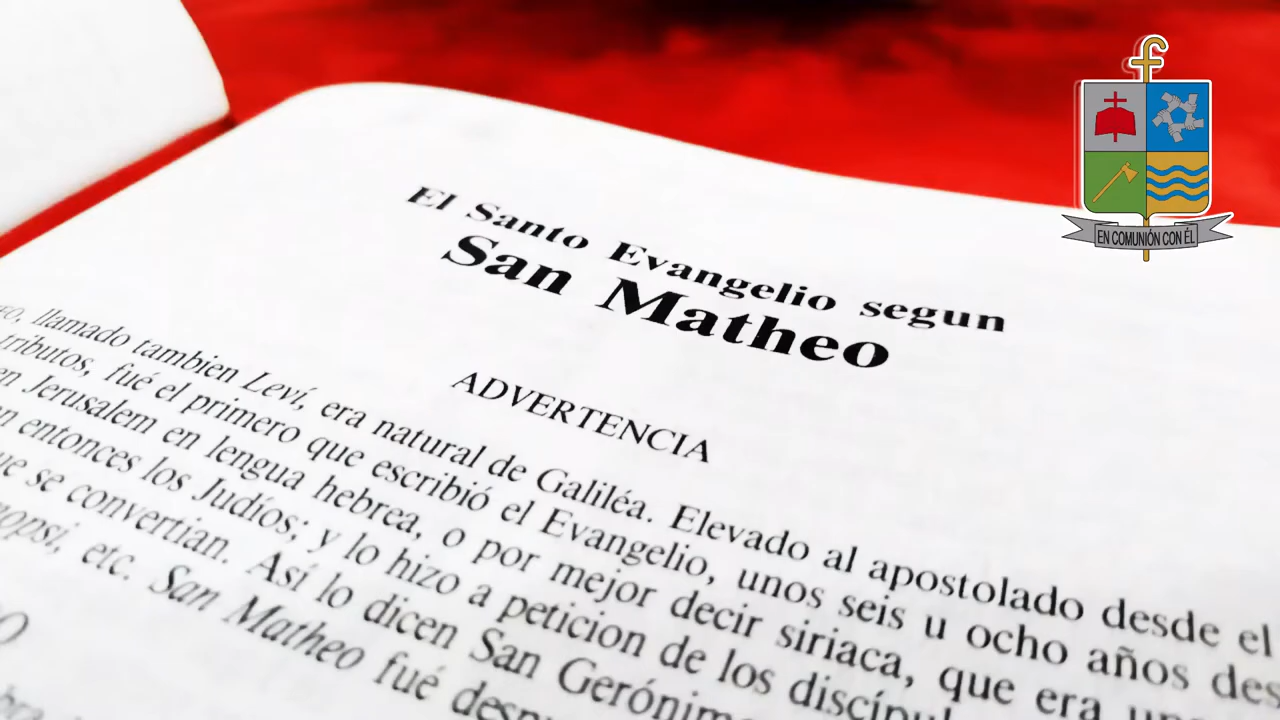 El Santo Evangelio segun
San Matheo
ADVERTENCIA
llamado tambien Leví, era natural de Galiléa. Elevado al apostolado desde el
tributos, fué el primero que escribió el Evangelio, unos seis u ocho años
en Jerusalem en lengua hebrea, o por mejor decir siriaca, que era
entonces los Judíos; y lo hizo a peticion de los
se convertian. Así lo dicen San
etc. San Matheo fué
EN COMUNIÓN CON ÉL